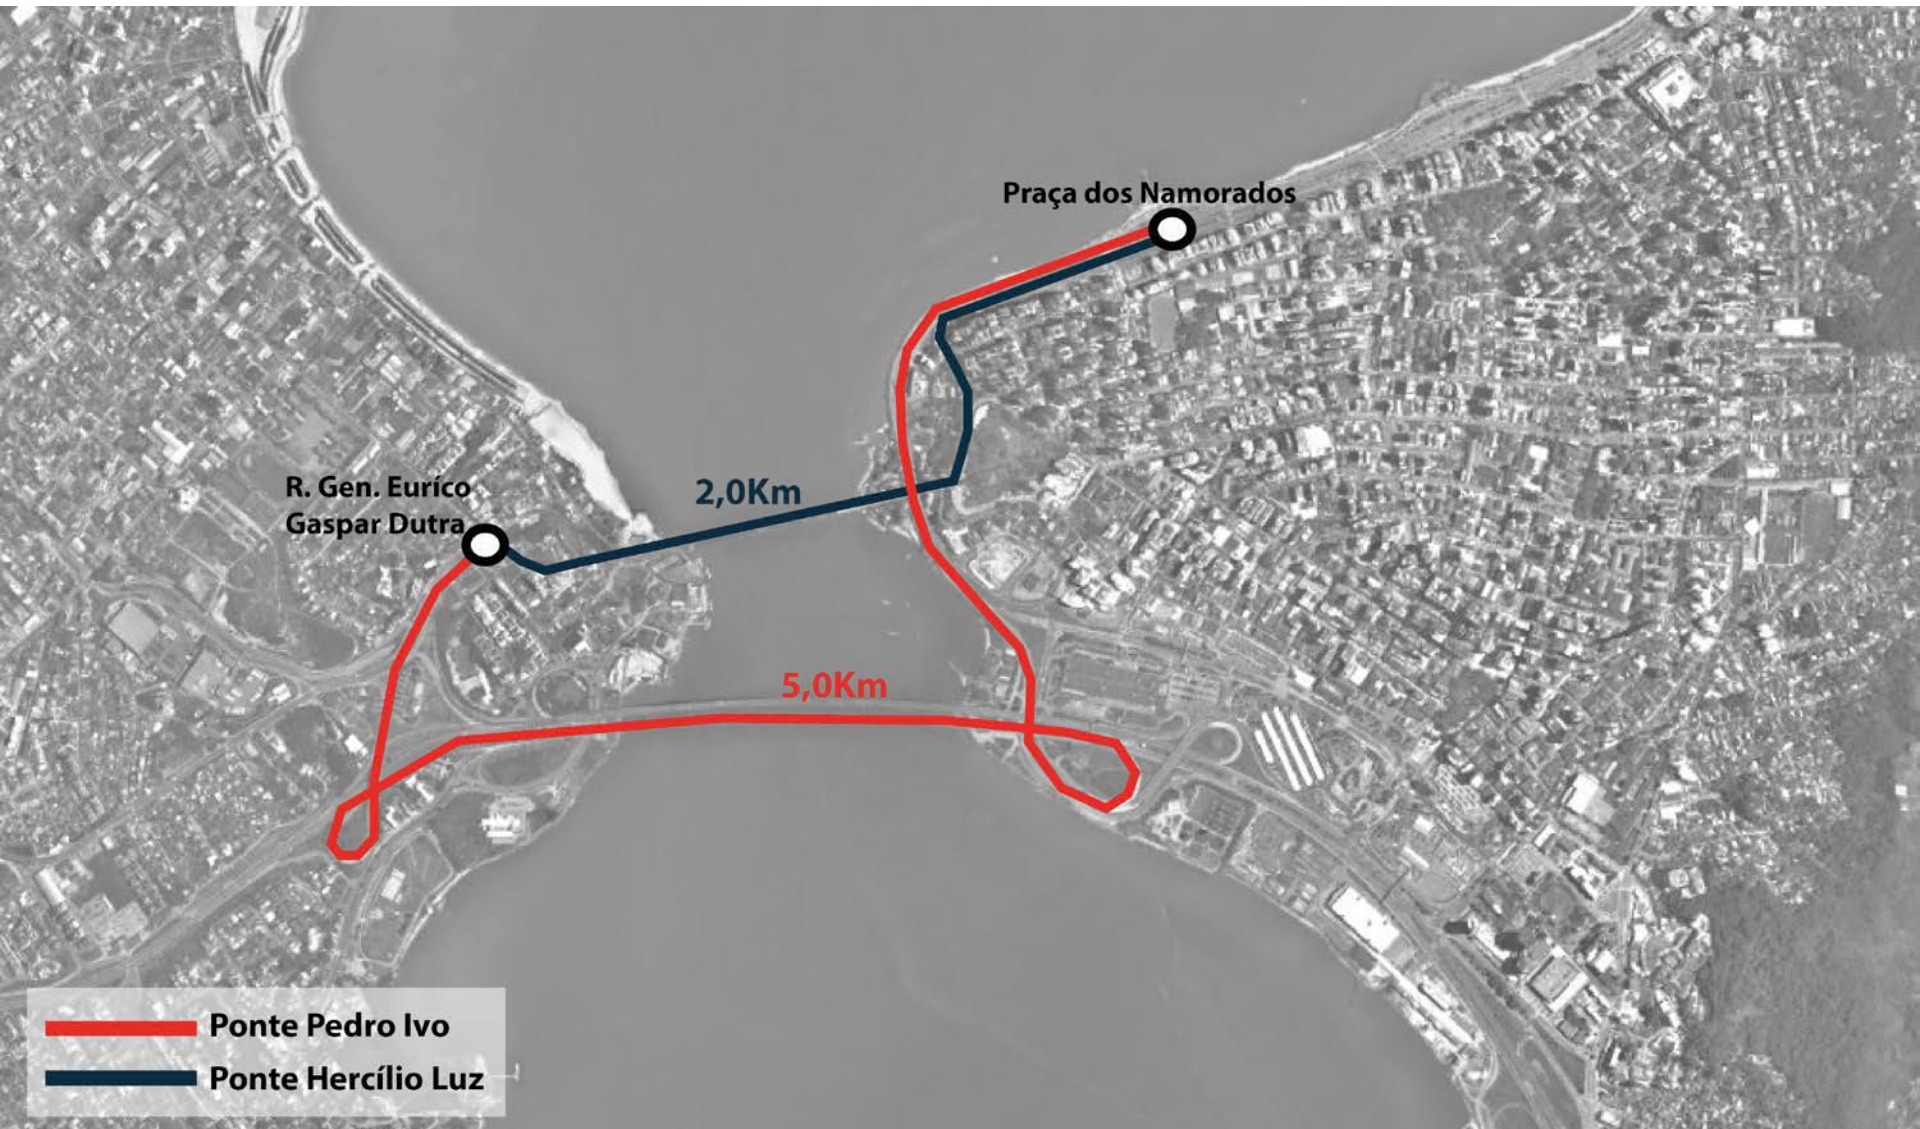 Praça dos Namorados
R. Gen. Euríco
Gaspar Dutra
2,0Km
5,0Km
Ponte Pedro Ivo
Ponte Hercílio Luz